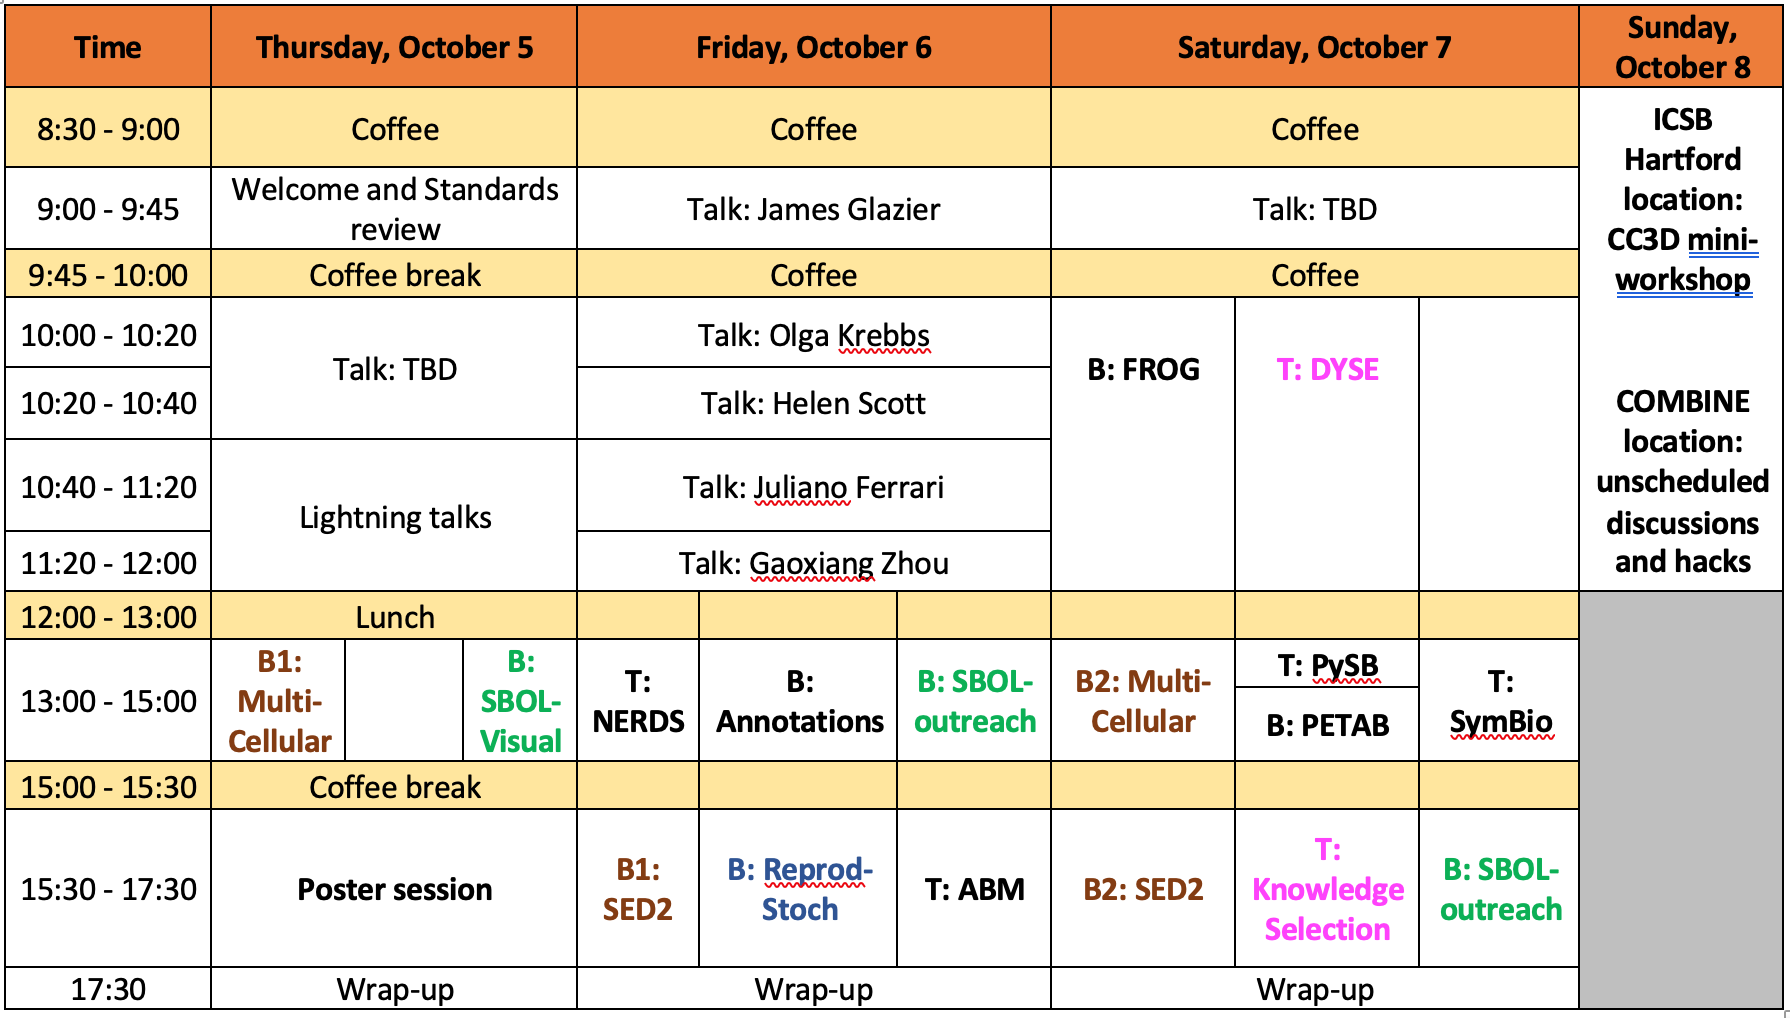 Time
Thursday, October 5
Friday, October 6
Saturday, October 7
Sunday,
October 8
8:30 - 9:00
Coffee
Coffee
Coffee
ICSB
Hartford
location:
CC3D mini-
workshop
9:00 - 9:45
Welcome and Standards
review
Talk: James Glazier
Talk: TBD
9:45 - 10:00
Coffee break
Coffee
Coffee
10:00 - 10:20
Talk: TBD
Talk: Olga Krebbs
B: FROG
T: DYSE
10:20 - 10:40
Talk: Helen Scott
COMBINE
location:
unscheduled
discussions
and hacks
10:40 - 11:20
Lightning talks
Talk: Juliano Ferrari
11:20 - 12:00
Talk: Gaoxiang Zhou
12:00 - 13:00
Lunch
13:00 - 15:00
B1:
Multi-
Cellular
B:
SBOL-
Visual
T:
NERDS
B:
Annotations
B: SBOL-
outreach
B2: Multi-
Cellular
T: PySB
B: PETAB
T:
SymBio
15:00 - 15:30
Coffee break
15:30 - 17:30
Poster session
B1:
SED2
B: Reprod-
Stoch
T: ABM
B2: SED2
T:
Knowledge
Selection
B: SBOL-
outreach
17:30
Wrap-up
Wrap-up
Wrap-up